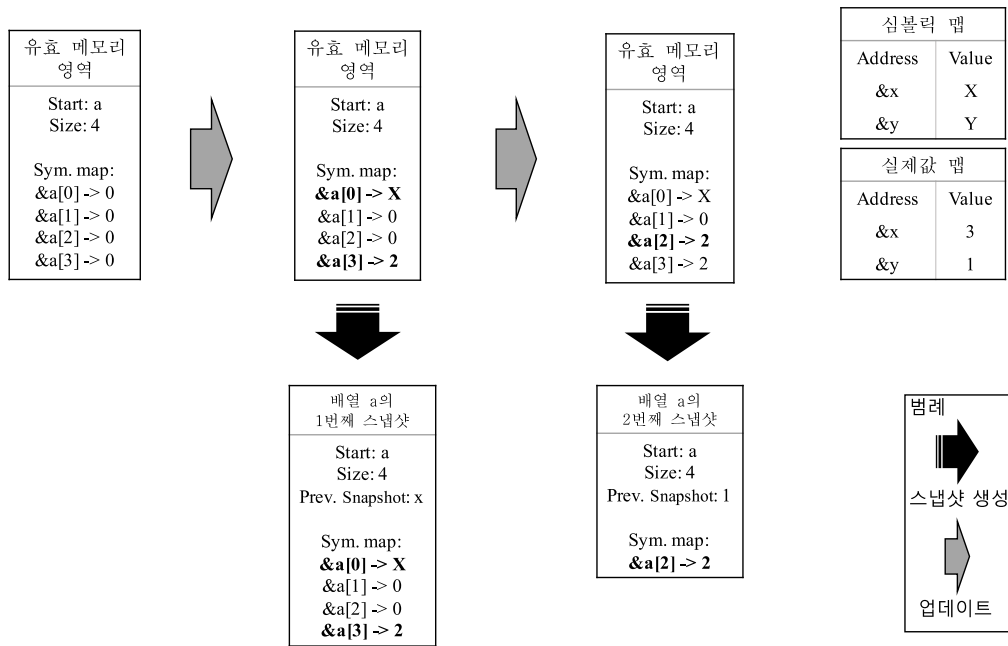 유효 메모리
영역
Start: a
Size: 4
Sym. map:
&a[0] -> 0
&a[1] -> 0
&a[2] -> 0
&a[3] -> 0
유효 메모리
영역
Start: a
Size: 4
Sym. map:
&a[0] -> X
&a[1] -> 0
&a[2] -> 0
&a[3] -> 2
유효 메모리
영역
Start: a
Size: 4
Sym. map:
&a[0] -> X
&a[1] -> 0
&a[2] -> 2
&a[3] -> 2
심볼릭 맵
Address Value
&x X
&y Y
실제값 맵
Address Value
&x 3
&y 1
배열 a의
1번째 스냅샷
Start: a
Size: 4
Prev. Snapshot: x
Sym. map:
&a[0] -> X
&a[1] -> 0
&a[2] -> 0
&a[3] -> 2
배열 a의
2번째 스냅샷
Start: a
Size: 4
Prev. Snapshot: 1
Sym. map:
&a[2] -> 2
범례
스냅샷 생성
업데이트